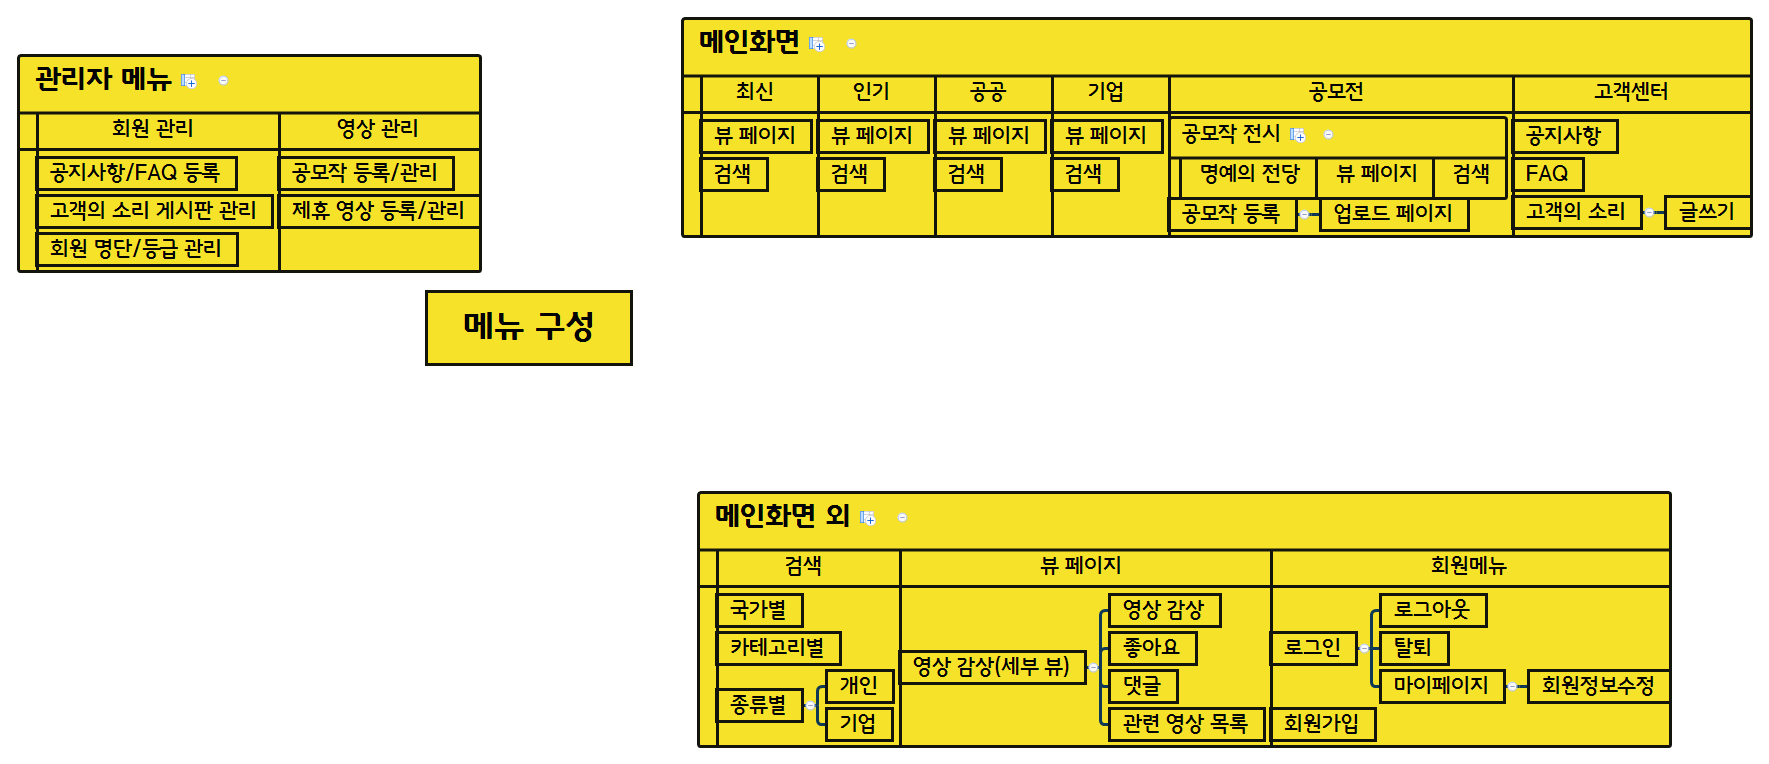 관리자 메뉴
회원 관리 영상 관리
공지사항/FAQ 등록 공모작 등록/관리
고객의 소리 게시판 관리 제휴 영상 등록/관리
회원 명단/등급 관리
메인화면
최신 인기 공공 기업 공모전 고객센터
뷰 페이지 뷰 페이지 뷰 페이지 뷰 페이지 공모작 전시 공지사항
검색 검색 검색 검색 명예의 전당 뷰 페이지 검색 FAQ
공모작 등록 업로드 페이지 고객의 소리 글쓰기
메뉴 구성
메인화면 외
검색 뷰 페이지 회원메뉴
국가별 영상 감상 로그아웃
카테고리별 좋아요 로그인 탈퇴
영상 감상(세부 뷰)
개인 댓글 마이페이지 회원정보수정
종류별
기업 관련 영상 목록 회원가입